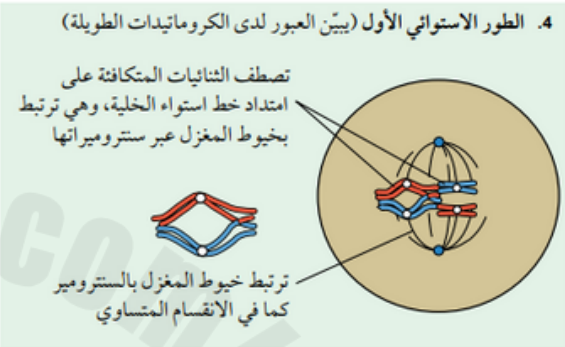 4. الطور الاستوائي الأول (يبيّن العبور لدى الكروماتيدات الطويلة)
تصطف الثنائيات المتكافئة على
امتداد خط استواء الخلية، وهي ترتبط
بخيوط المغزل عبر سنتروميراتها
ترتبط خيوط المغزل بالسنترومير
كما في الانقسام المتساوي
com/